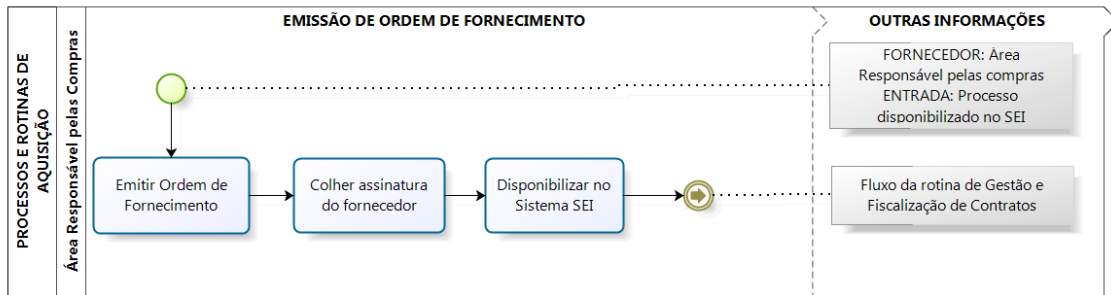 EMISSÃO DE ORDEM DE FORNECIMENTO
OUTRAS INFORMAÇÕES
PROCESSOS E ROTINAS DE
AQUISIÇÃO
Área Responsável pelas Compras
FORNECEDOR: Área
Responsável pelas compras
ENTRADA: Processo
disponibilizado no SEI
Emitir Ordem de
Fornecimento
Colher assinatura
do fornecedor
Disponibilizar no
Sistema SEI
Fluxo da rotina de Gestão e
Fiscalização de Contratos